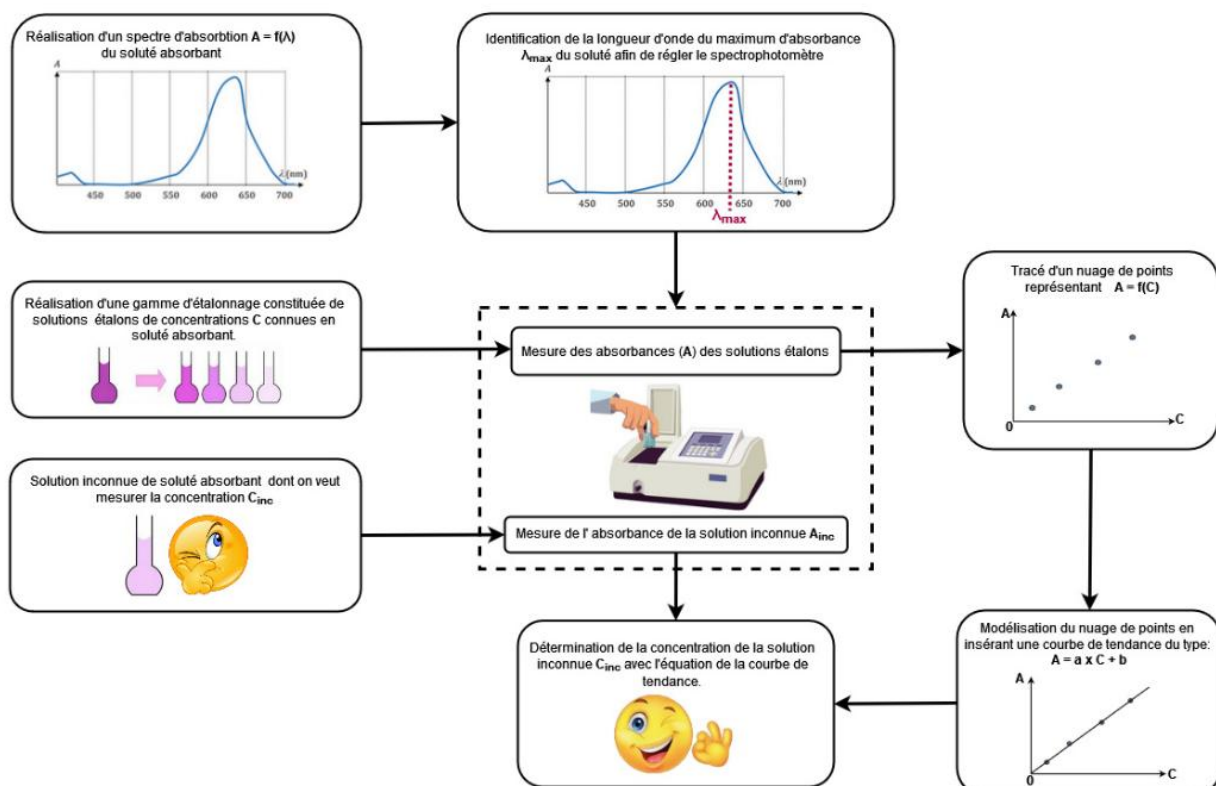 Réalisation d'un spectre d'absorbtion A = f(λ)
du soluté absorbant
A
λ(nm)
450 500 550 600 650 700
Identification de la longueur d'onde du maximum d'absorbance
λmax du soluté afin de régler le spectrophotomètre
A
λ(nm)
450 500 550 600 650 700
λmax
Réalisation d'une gamme d'étalonnage constituée de
solutions étalons de concentrations C connues en
soluté absorbant.
Mesure des absorbances (A) des solutions étalons
Tracé d'un nuage de points
représentant A = f(C)
A
0
C
Solution inconnue de soluté absorbant dont on veut
mesurer la concentration Cinc
Mesure de l' absorbance de la solution inconnue Ainc
Détermination de la concentration de la solution
inconnue Cinc avec l'équation de la courbe de
tendance.
Modélisation du nuage de points en
insérant une courbe de tendance du type:
A = a x C + b
A
0
C